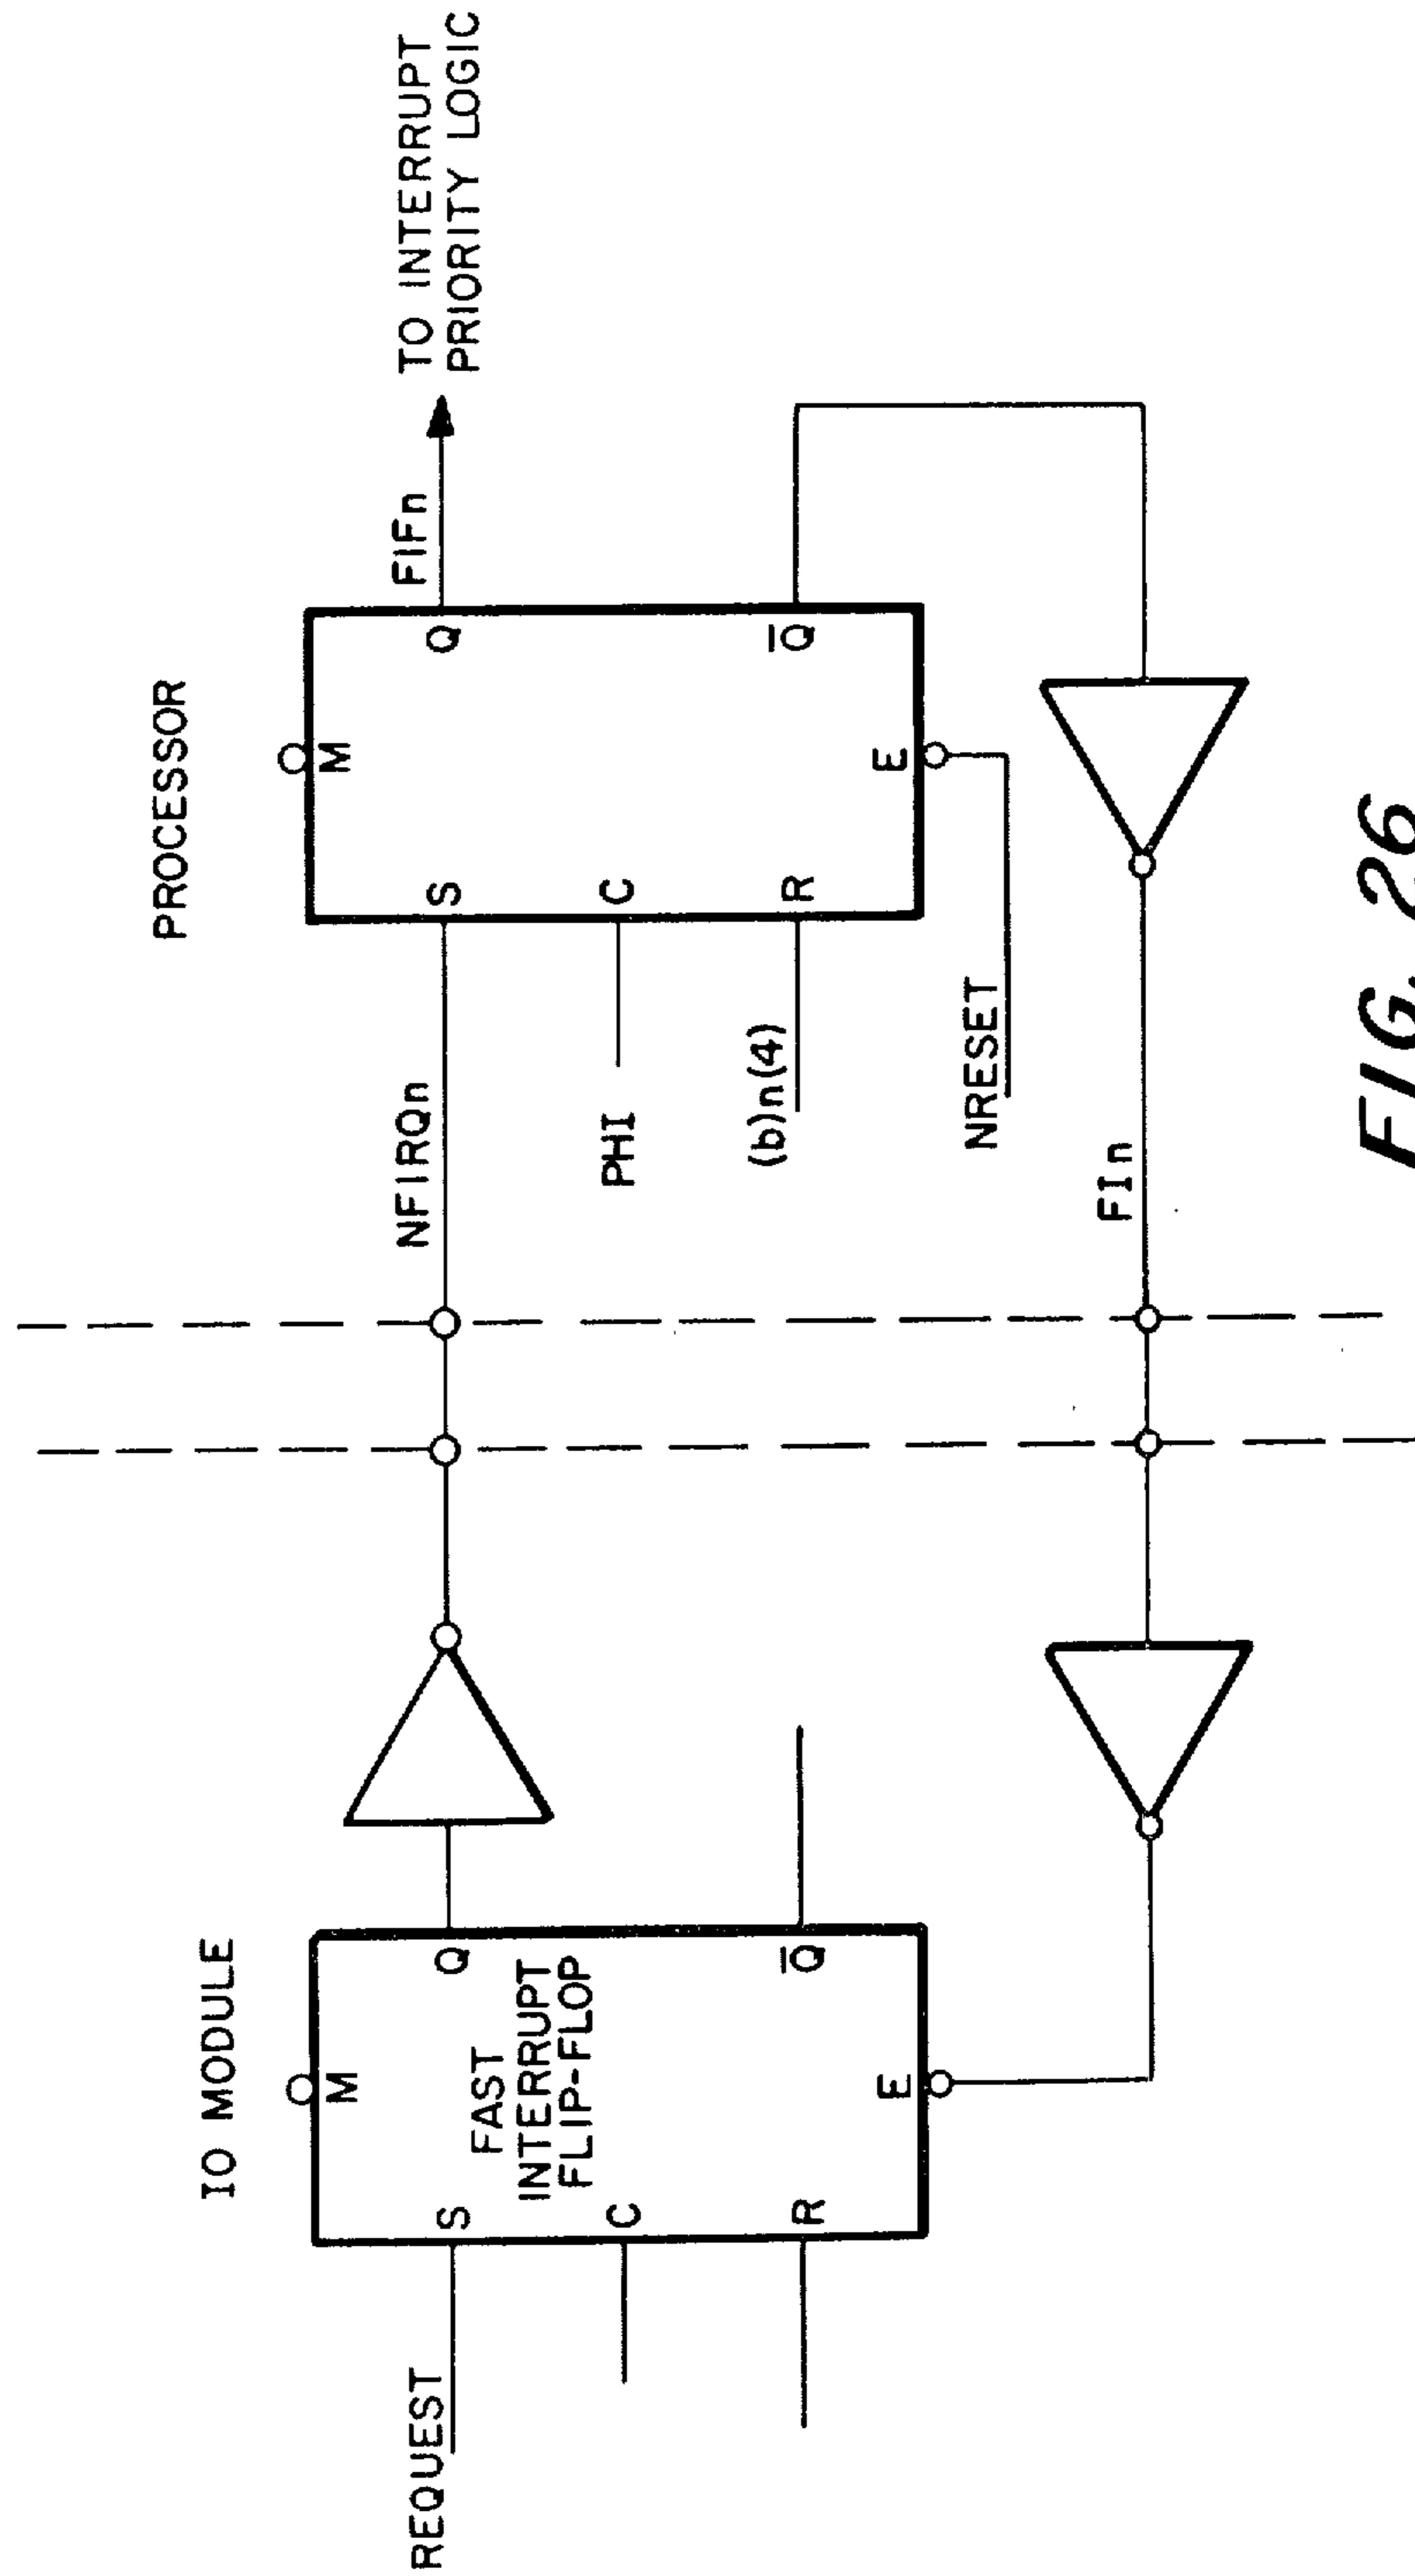 IO MODULE
REQUEST
S
C
R
M
E
Q
Q
FAST
INTERRUPT
FLIP-FLOP
PROCESSOR
NFIRQn
PHI
(b)n(4)
NRESET
S
C
R
M
E
Q
Q
FIFn
TO INTERRUPT
PRIORITY LOGIC
FIn
FIG. 26